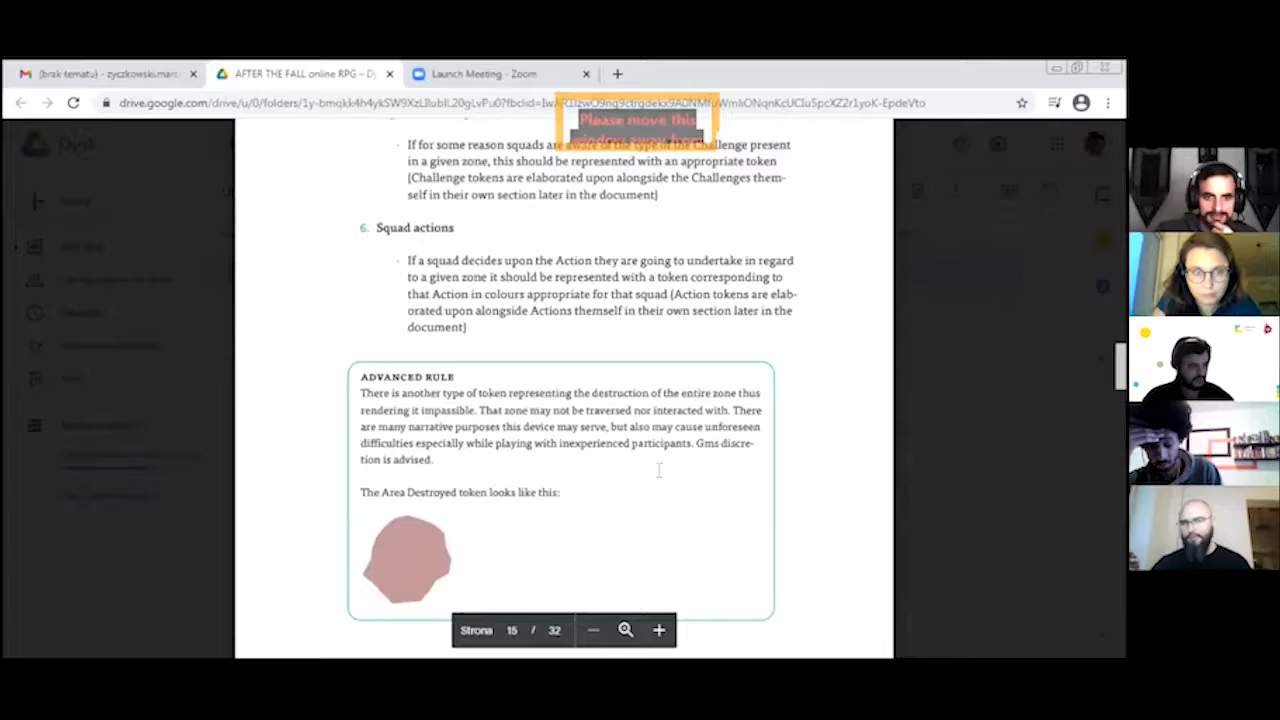 (brak tematu) - zyczkowski.marc
AFTER THE FALL online RPG – Dy
Launch Meeting - Zoom
Please move this
window away from
If for some reason squads are aware of the type of the Challenge present
in a given zone, this should be represented with an appropriate token
(Challenge tokens are elaborated upon alongside the Challenges them-
self in their own section later in the document)
6. Squad actions
If a squad decides upon the Action they are going to undertake in regard
to a given zone it should be represented with a token corresponding to
that Action in colours appropriate for that squad (Action tokens are elab-
orated upon alongside Actions themself in their own section later in the
document)
ADVANCED RULE
There is another type of token representing the destruction of the entire zone thus
rendering it impassible. That zone may not be traversed nor interacted with. There
are many narrative purposes this device may serve, but also may cause unforeseen
difficulties especially while playing with inexperienced participants. Gms discre-
tion is advised.
The Area Destroyed token looks like this:
Strona 15 / 32